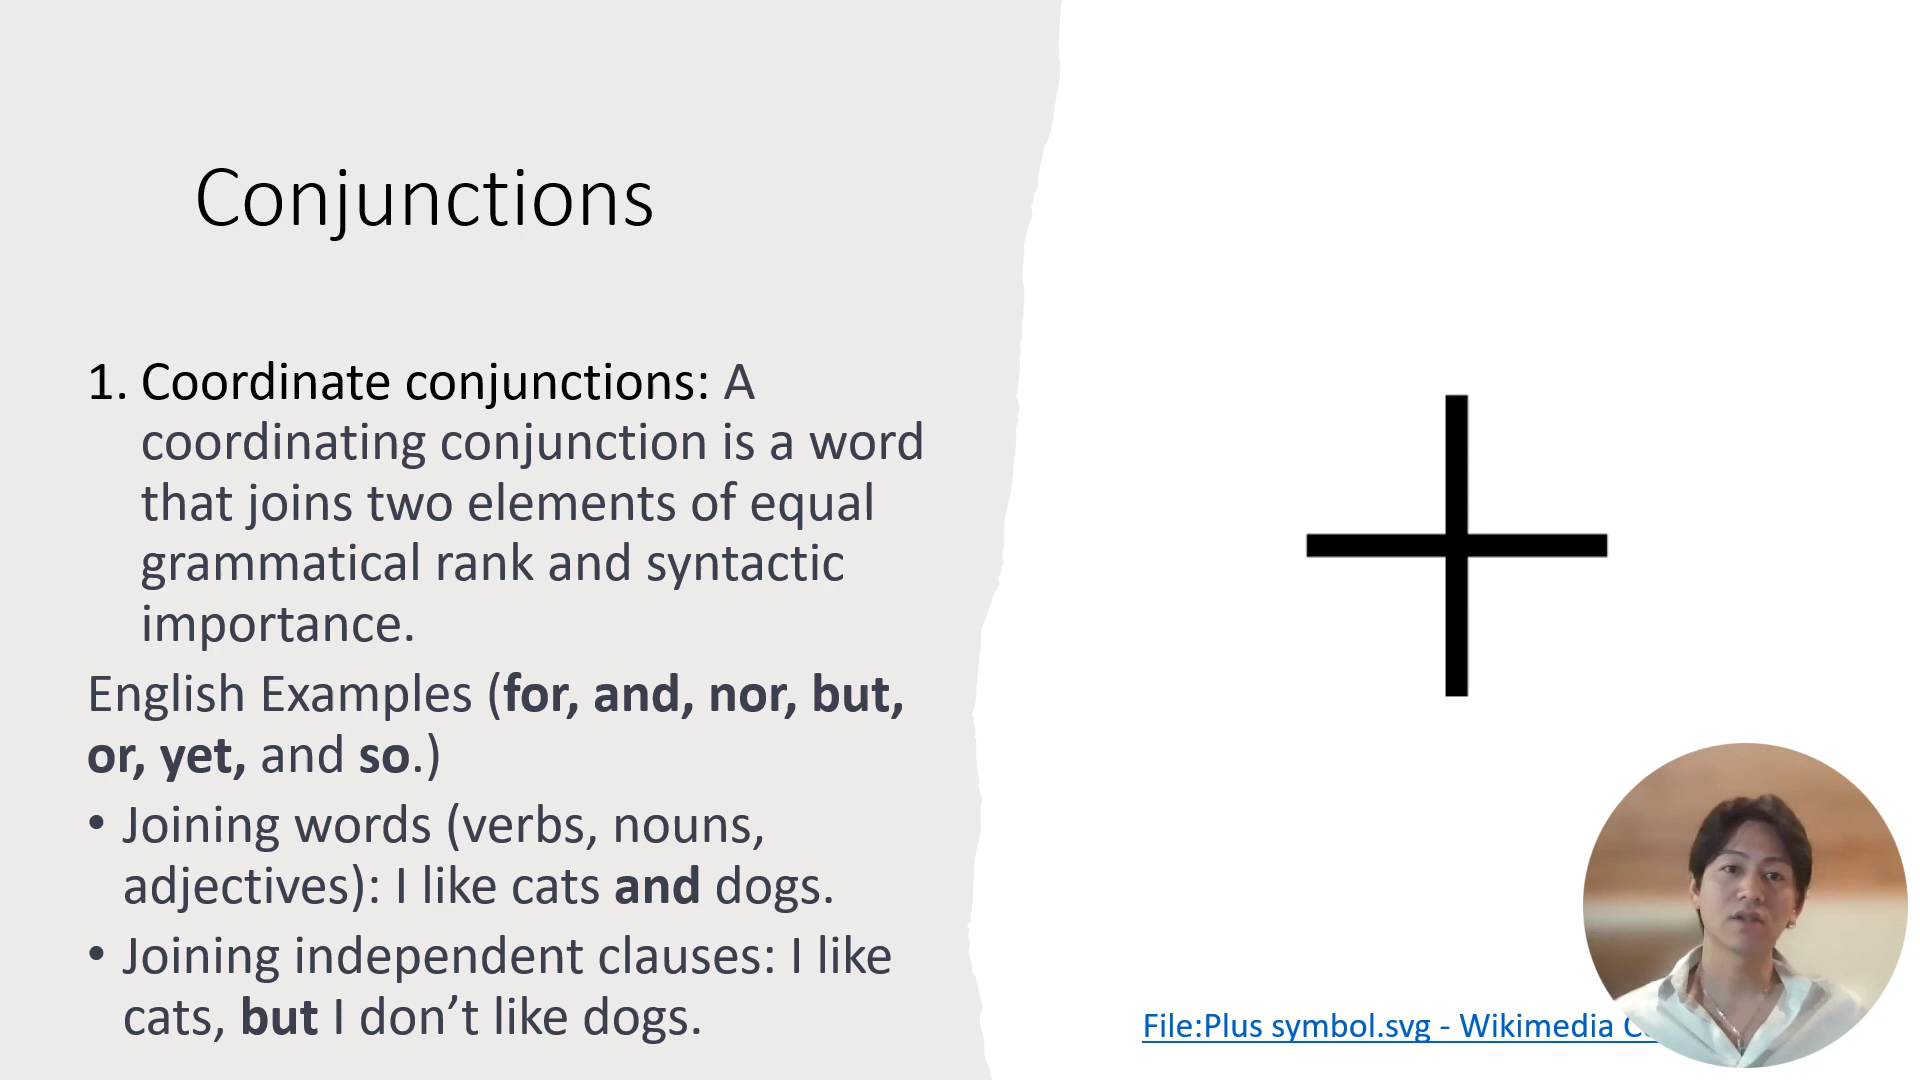 Conjunctions
1. Coordinate conjunctions: A
coordinating conjunction is a word
that joins two elements of equal
grammatical rank and syntactic
importance.
English Examples (for, and, nor, but,
or, yet, and so.)
• Joining words (verbs, nouns,
adjectives): I like cats and dogs.
• Joining independent clauses: I like
cats, but I don’t like dogs.
File:Plus symbol.svg - Wikimedia